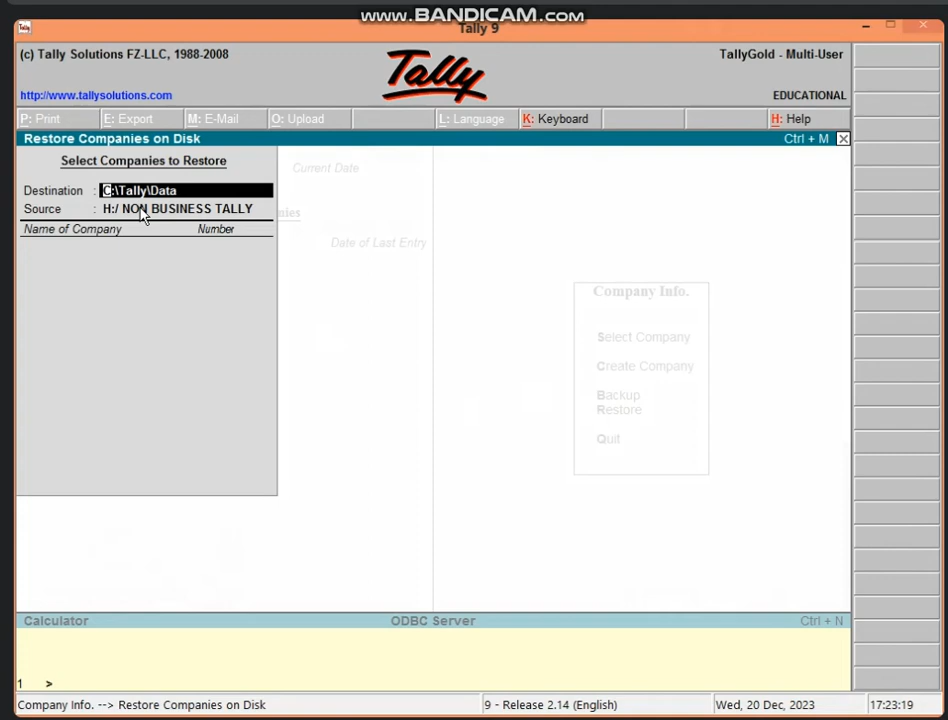 www.BANDICAM.com
Tally
Tally 9
(c) Tally Solutions FZ-LLC, 1988-2008
Tally
TallyGold - Multi-User
http://www.tallysolutions.com
EDUCATIONAL
P: Print
E: Export
M: E-Mail
O: Upload
L: Language
K: Keyboard
H: Help
Restore Companies on Disk
Ctrl + M
Select Companies to Restore
Destination : C:\Tally\Data
Source : H:/ NON BUSINESS TALLY
Name of Company Number
Current Date
nies
Date of Last Entry
Company Info.
Select Company
Create Company
Backup
Restore
Quit
Calculator
ODBC Server
Ctrl + N
1 >
Company Info. --> Restore Companies on Disk
9 - Release 2.14 (English)
Wed, 20 Dec, 2023
17:23:19